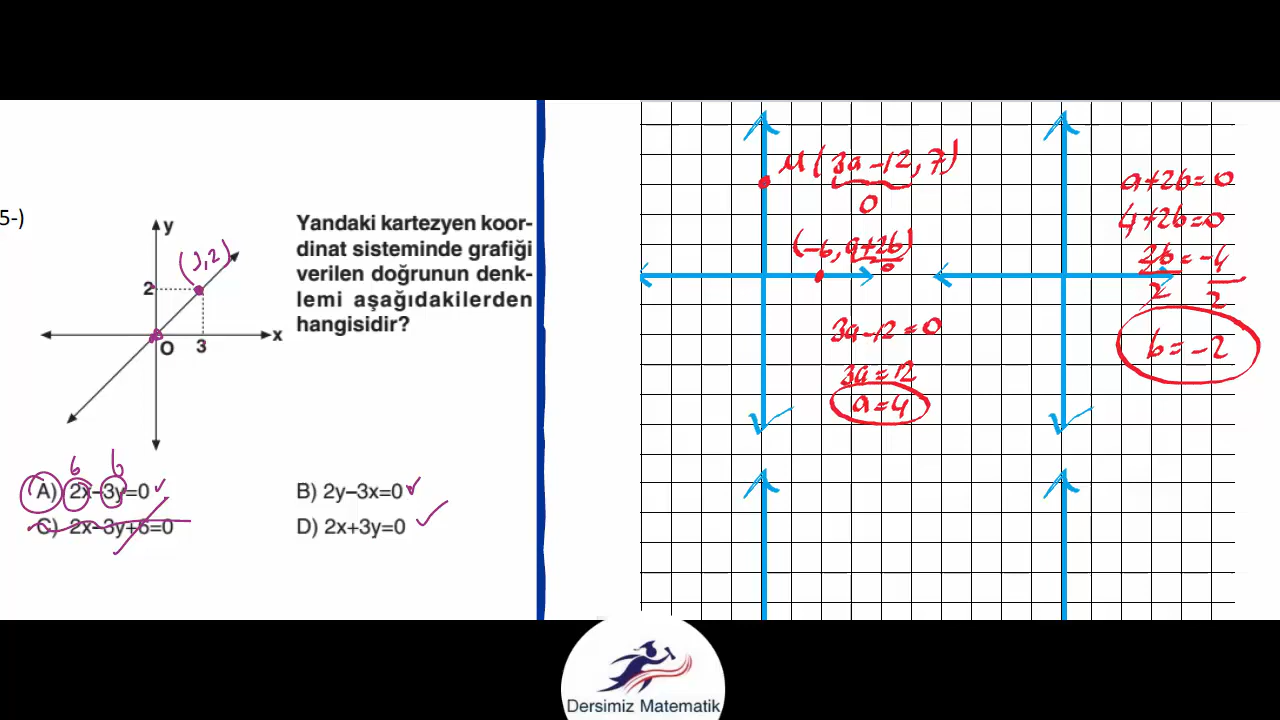 5-)
y
(3,2)
2
O
3
x
Yandaki kartezyen koor-
dinat sisteminde grafiği
verilen doğrunun denk-
lemi aşağıdakilerden
hangisidir?
6 6
A) 2x-3y=0
B) 2y-3x=0
C) 2x-3y+6=0
D) 2x+3y=0
M(3a-12,7)
0
(-6,a+2b)
0
3a-12=0
3a=12
a=4
a+2b=0
4+2b=0
2b=-4
2 2
b=-2
Dersimiz Matematik